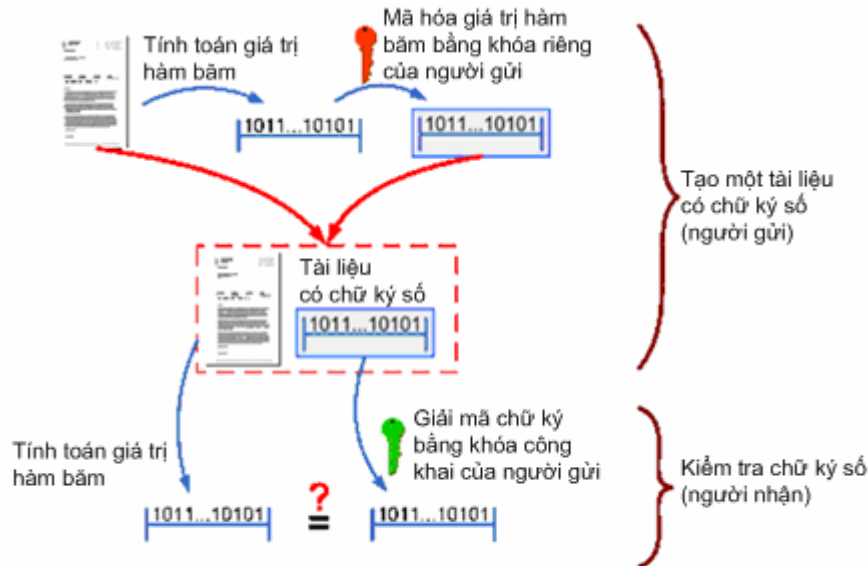 Tính toán giá trị
hàm băm
Mã hóa giá trị hàm
băm bằng khóa riêng
của người gửi
1011...10101
1011...10101
Tạo một tài liệu
có chữ ký số
(người gửi)
Tài liệu
có chữ ký số
1011...10101
Tính toán giá trị
hàm băm
Giải mã chữ ký
bằng khóa công
khai của người gửi
Kiểm tra chữ ký số
(người nhận)
1011...10101
?
=
1011...10101